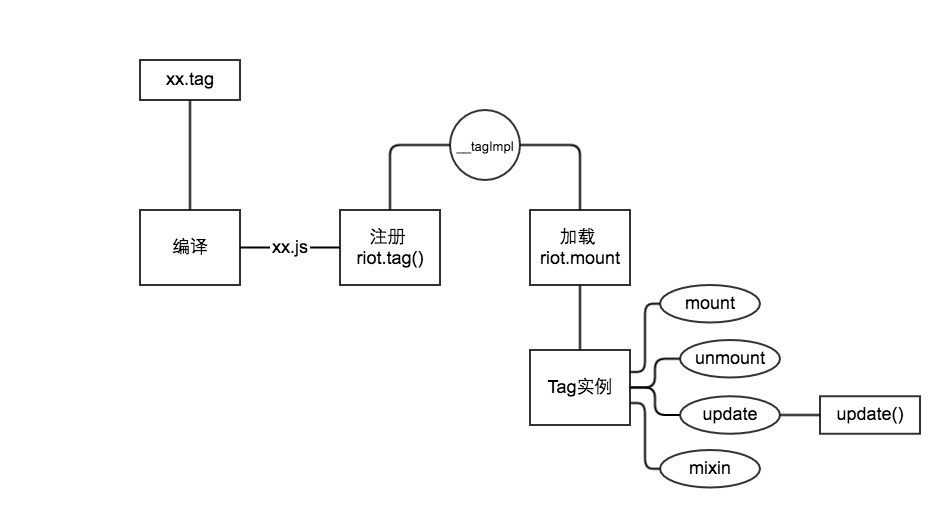 xx.tag
__tagImpl
编译
xx.js
注册
riot.tag()
加载
riot.mount
mount
unmount
Tag实例
update
update()
mixin